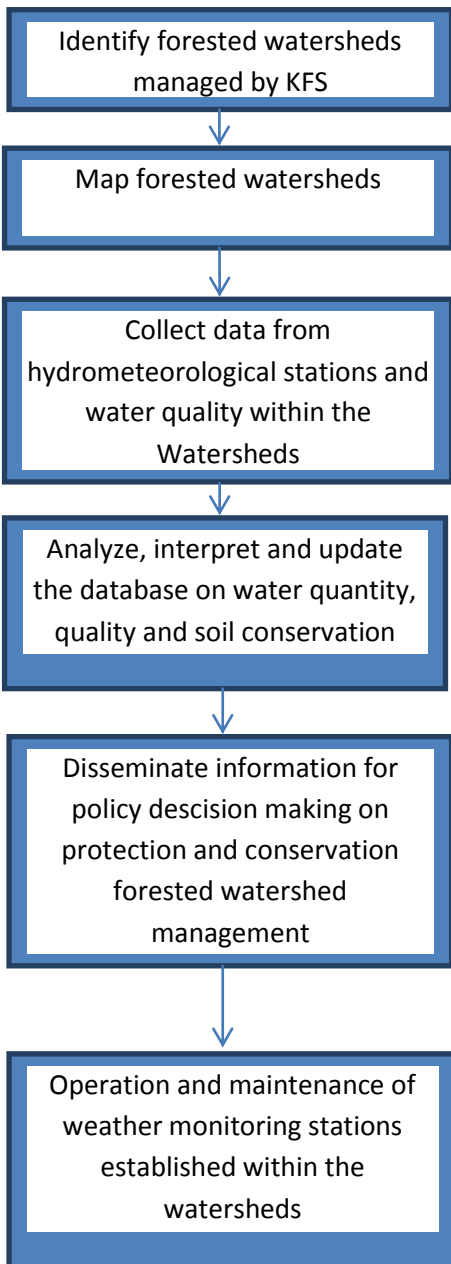 Identify forested watersheds
managed by KFS
Map forested watersheds
Collect data from
hydrometeorological stations and
water quality within the
Watersheds
Analyze, interpret and update
the database on water quantity,
quality and soil conservation
Disseminate information for
policy descision making on
protection and conservation
forested watershed
management
Operation and maintenance of
weather monitoring stations
established within the
watersheds